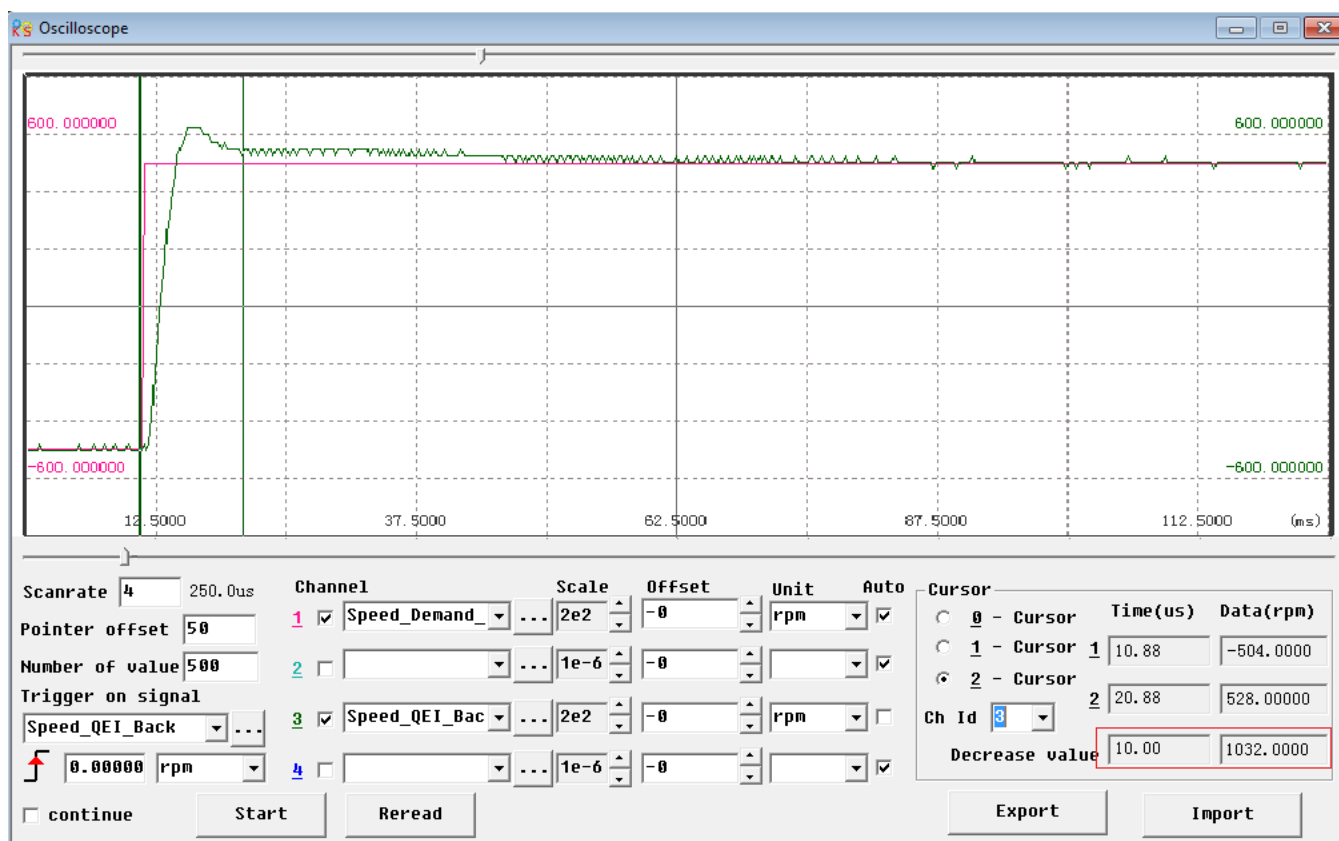 Oscilloscope
600.000000 600.000000
-600.000000 -600.000000
12.5000 37.5000 62.5000 87.5000 112.5000 (ms)
Scanrate 4 250.0us
Pointer offset 50
Number of value 500
Trigger on signal
Speed_QEI_Back ...
0.00000 rpm
continue Start Reread
Channel Scale Offset Unit Auto
1 Speed_Demand_ ... 2e2 -0 rpm
2 ... 1e-6 -0
3 Speed_QEI_Bac ... 2e2 -0 rpm
4 ... 1e-6 -0
Cursor
Time(us) Data(rpm)
0 - Cursor
1 - Cursor 1 10.88 -504.0000
2 - Cursor
2 20.88 528.00000
Ch Id 3
Decrease value 10.00 1032.0000
Export Import